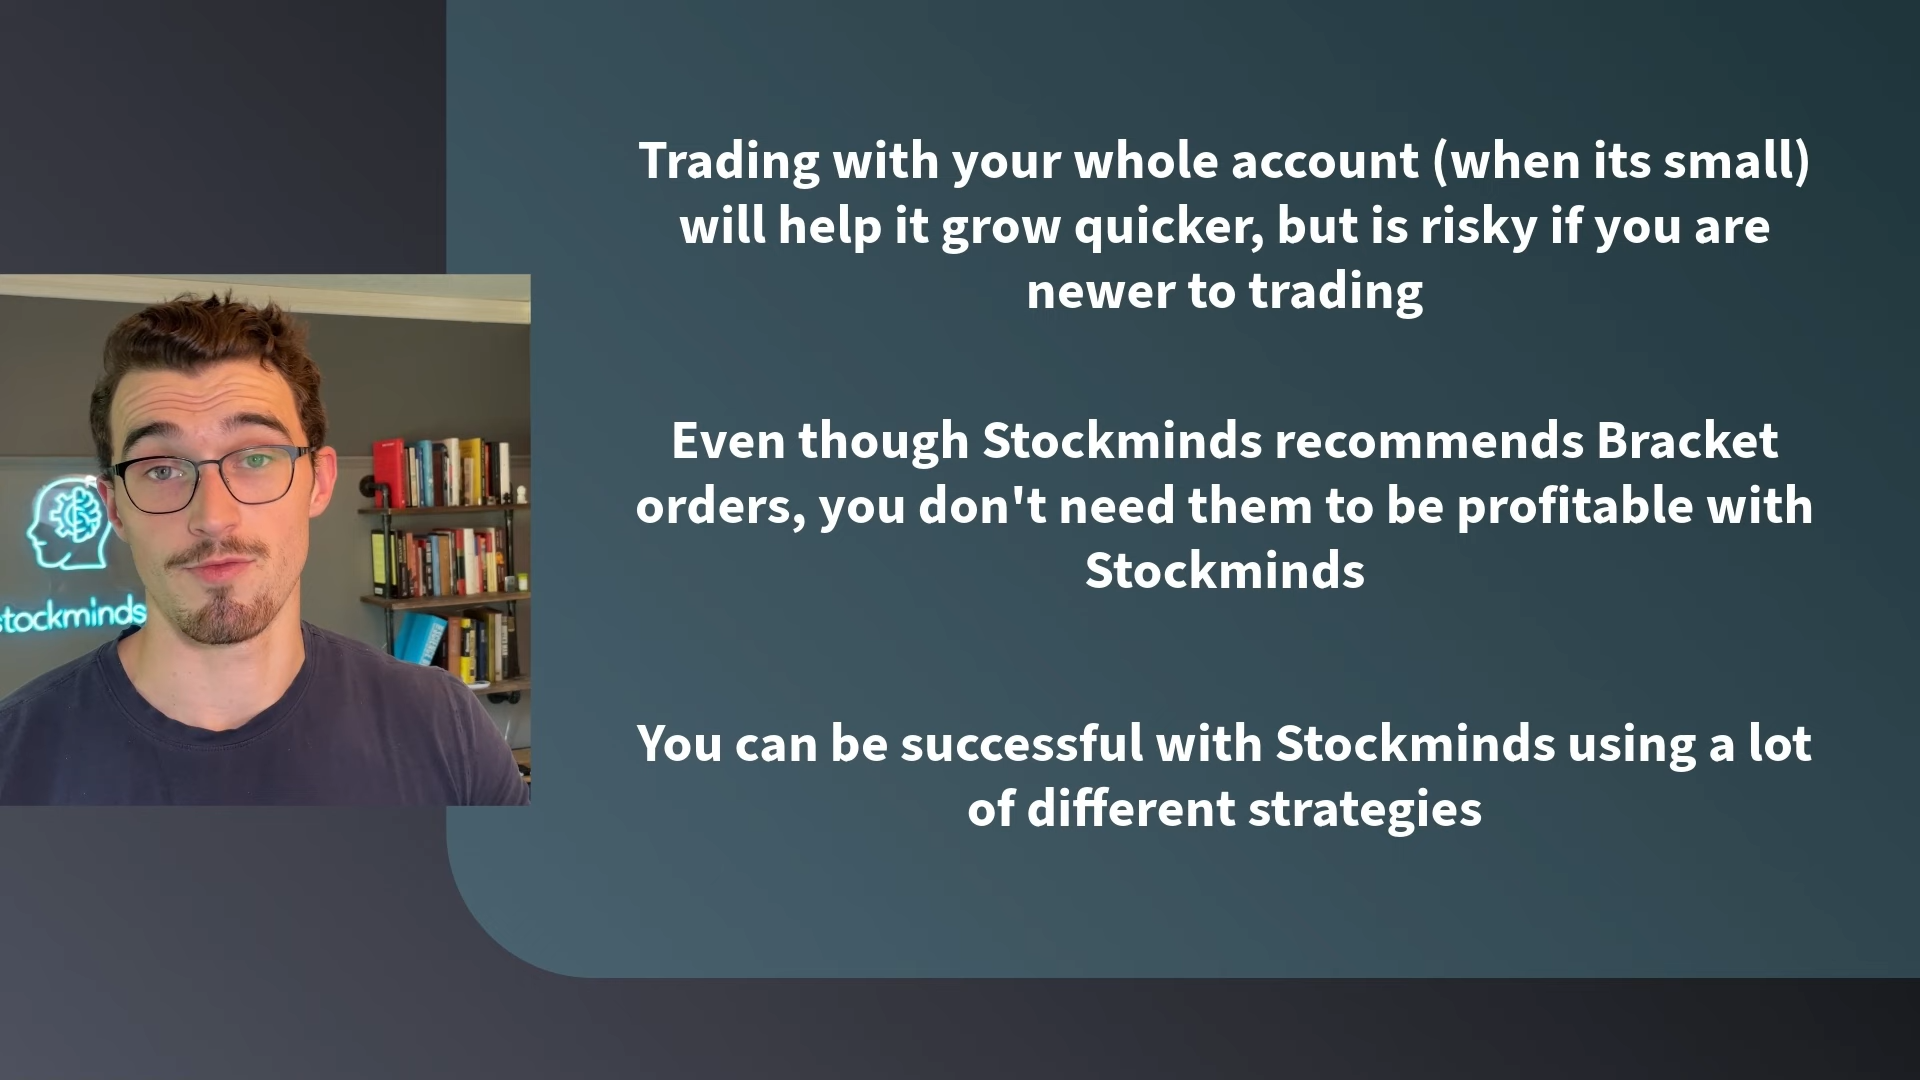 Trading with your whole account (when its small)
will help it grow quicker, but is risky if you are
newer to trading
Even though Stockminds recommends Bracket
orders, you don't need them to be profitable with
Stockminds
stockminds
You can be successful with Stockminds using a lot
of different strategies